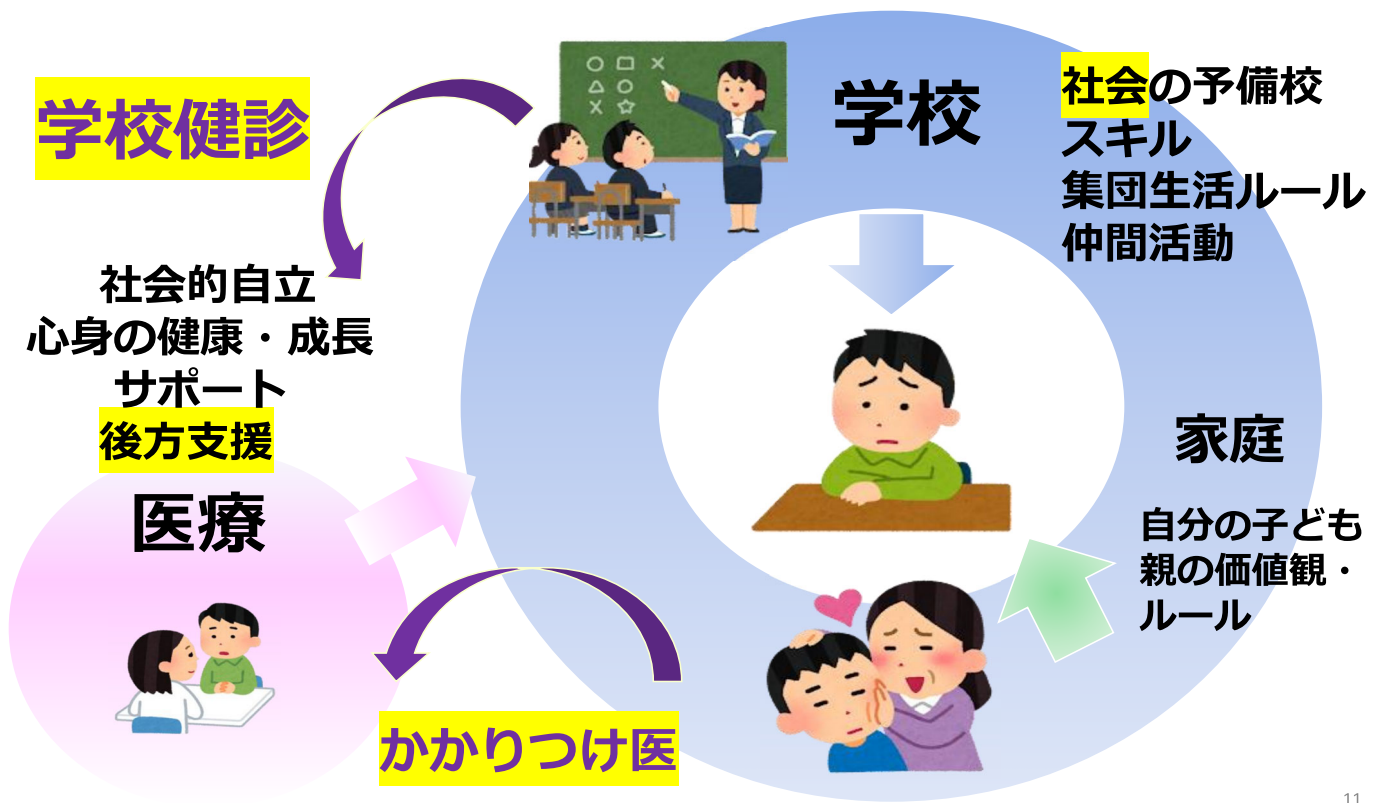 学校健診
学校
社会の予備校
スキル
集団生活ルール
仲間活動
社会的自立
心身の健康・成長
サポート
後方支援
医療
家庭
自分の子ども
親の価値観・
ルール
かかりつけ医
11